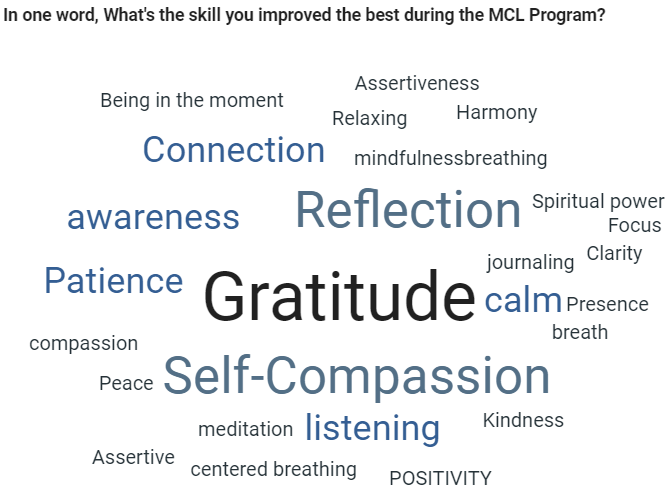 In one word, What's the skill you improved the best during the MCL Program?
Assertiveness
Being in the moment
Relaxing
Harmony
Connection
mindfulnessbreathing
awareness
Reflection
Spiritual power
Focus
Clarity
journaling
Patience
Gratitude
calm
Presence
breath
compassion
Peace
Self-Compassion
Kindness
meditation
listening
Assertive
centered breathing
POSITIVITY